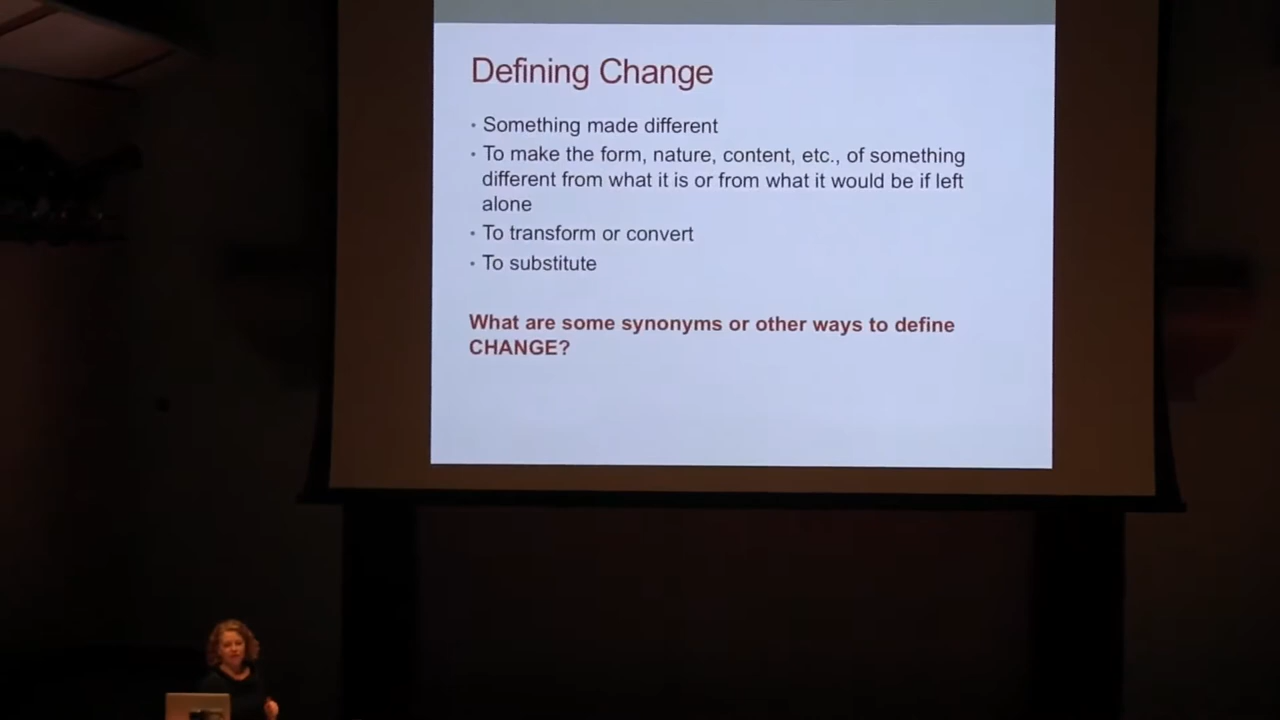 Defining Change
• Something made different
• To make the form, nature, content, etc., of something
different from what it is or from what it would be if left
alone
• To transform or convert
• To substitute
What are some synonyms or other ways to define
CHANGE?